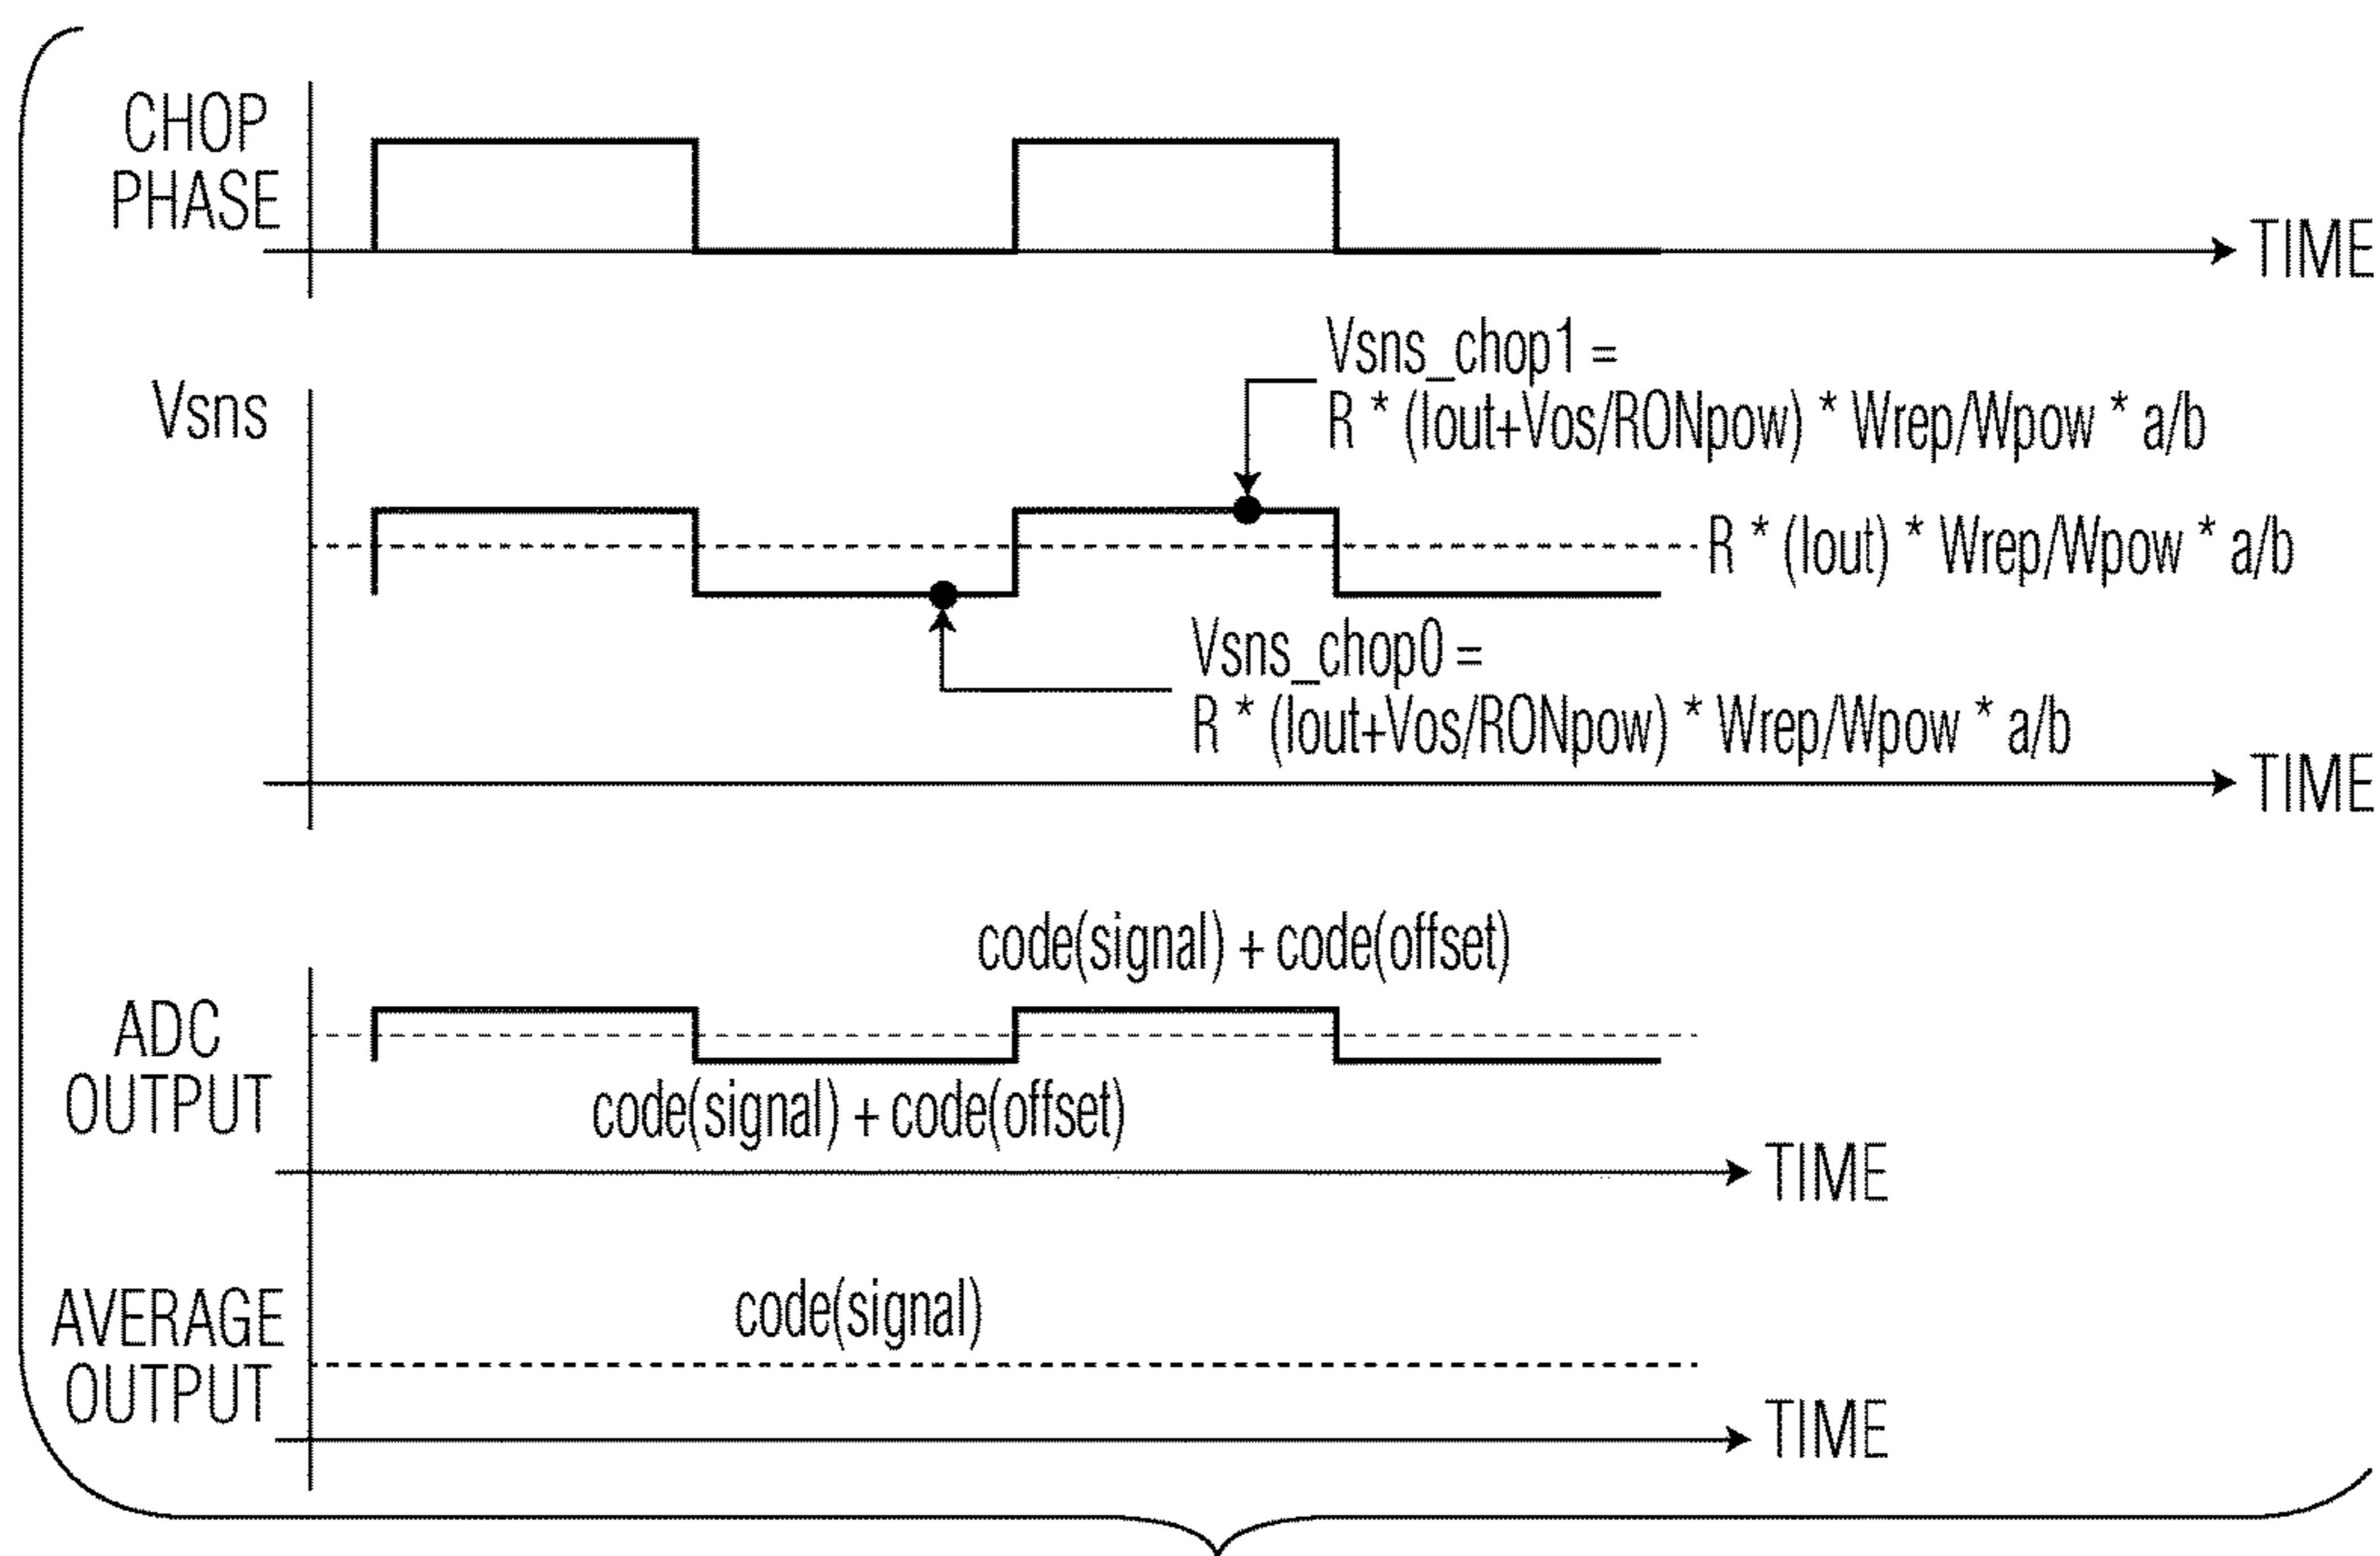 CHOP
PHASE
TIME
Vsns
Vsns_chop1 =
R * (Iout+Vos/RONpow) * Wrep/Wpow * a/b
R * (Iout) * Wrep/Wpow * a/b
Vsns_chop0 =
R * (Iout+Vos/RONpow) * Wrep/Wpow * a/b
TIME
code(signal) + code(offset)
ADC
OUTPUT
code(signal) + code(offset)
TIME
AVERAGE
OUTPUT
code(signal)
TIME